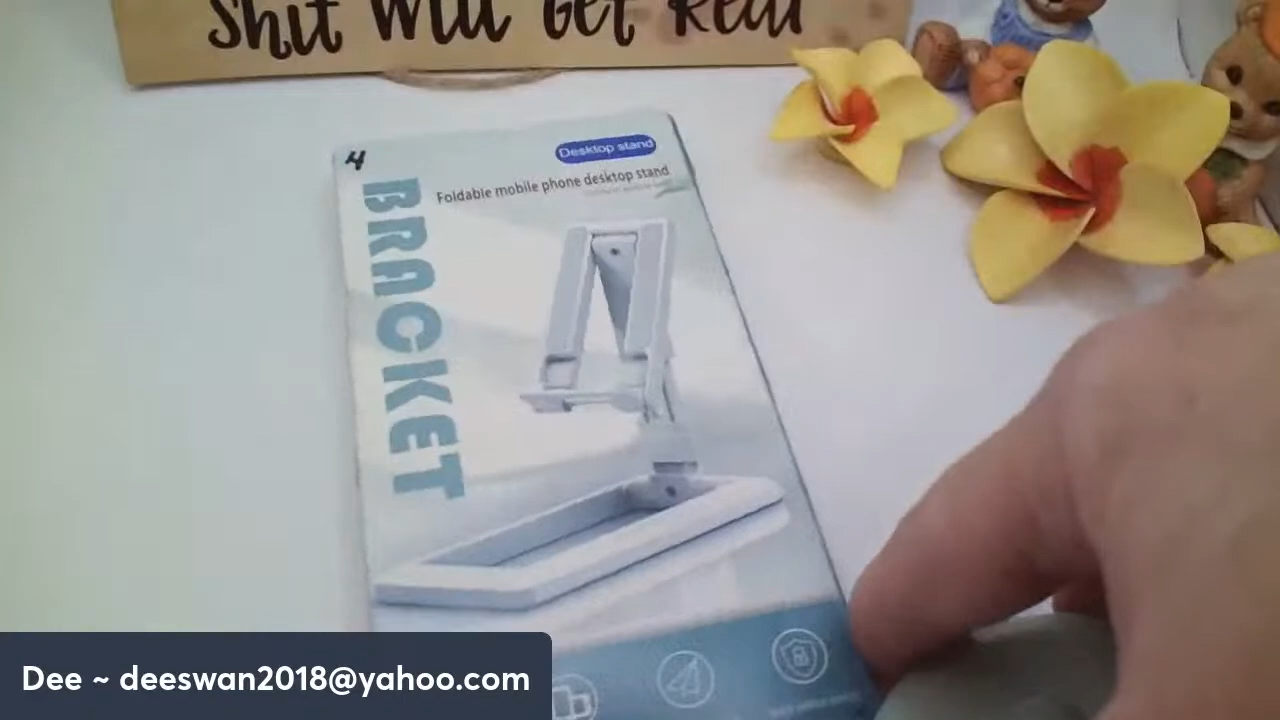 Shit Will Get Real
4
Desktop stand
Foldable mobile phone desktop stand
BRACKET
Dee ~ deeswan2018@yahoo.com